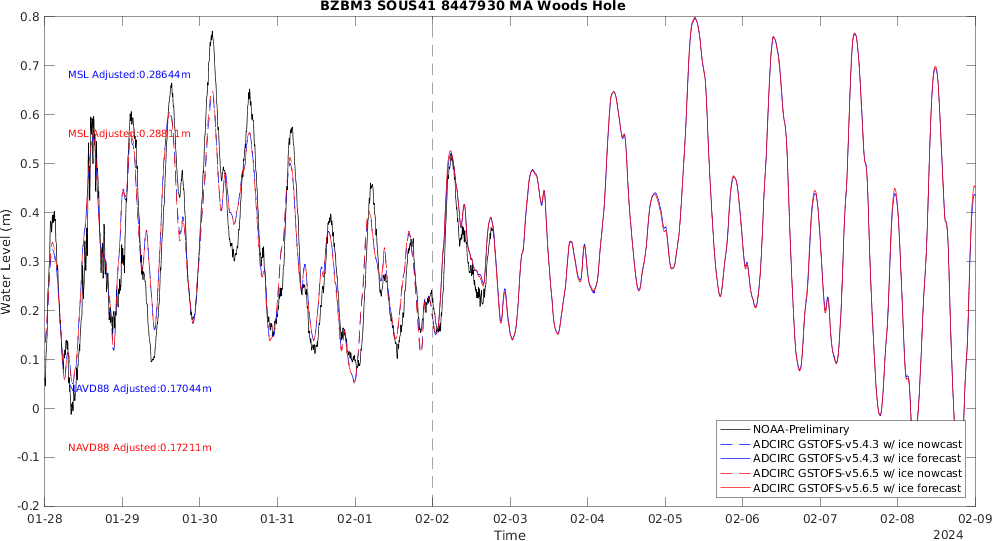 BZBM3 SOUS41 8447930 MA Woods Hole
0.8
0.7
0.6
0.5
0.4
0.3
0.2
0.1
0
-0.1
-0.2
Water Level (m)
MSL Adjusted:0.28644m
MSL Adjusted:0.28811m
NAVD88 Adjusted:0.17044m
NAVD88 Adjusted:0.17211m
NOAA-Preliminary
ADCIRC GSTOFS-v5.4.3 w/ ice nowcast
ADCIRC GSTOFS-v5.4.3 w/ ice forecast
ADCIRC GSTOFS-v5.6.5 w/ ice nowcast
ADCIRC GSTOFS-v5.6.5 w/ ice forecast
01-28 01-29 01-30 01-31 02-01 02-02 02-03 02-04 02-05 02-06 02-07 02-08 02-09
Time
2024